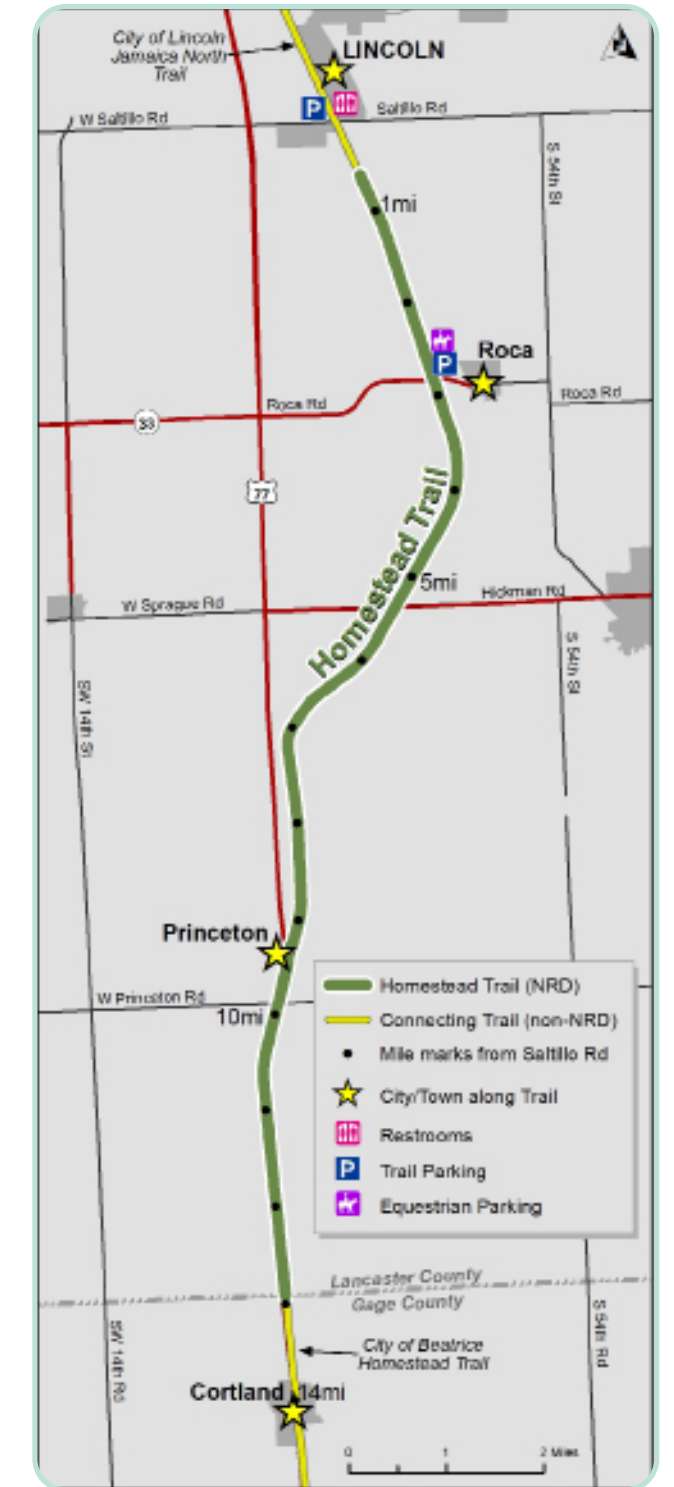 City of Lincoln
Jamaica North
Trail
LINCOLN
P
W Saltillo Rd
Saltillo Rd
S 54th St
1mi
P
Roca
Roca Rd
Roca Rd
33
77
Homestead Trail
5mi
W Sprague Rd
Hickman Rd
S 54th St
SW 14th St
Princeton
W Princeton Rd
10mi
Homestead Trail (NRD)
Connecting Trail (non-NRD)
Mile marks from Saltillo Rd
City/Town along Trail
Restrooms
P Trail Parking
Equestrian Parking
Lancaster County
Gage County
SW 14th Rd
S 54th Rd
City of Beatrice
Homestead Trail
Cortland 14mi
0 1 2 Miles